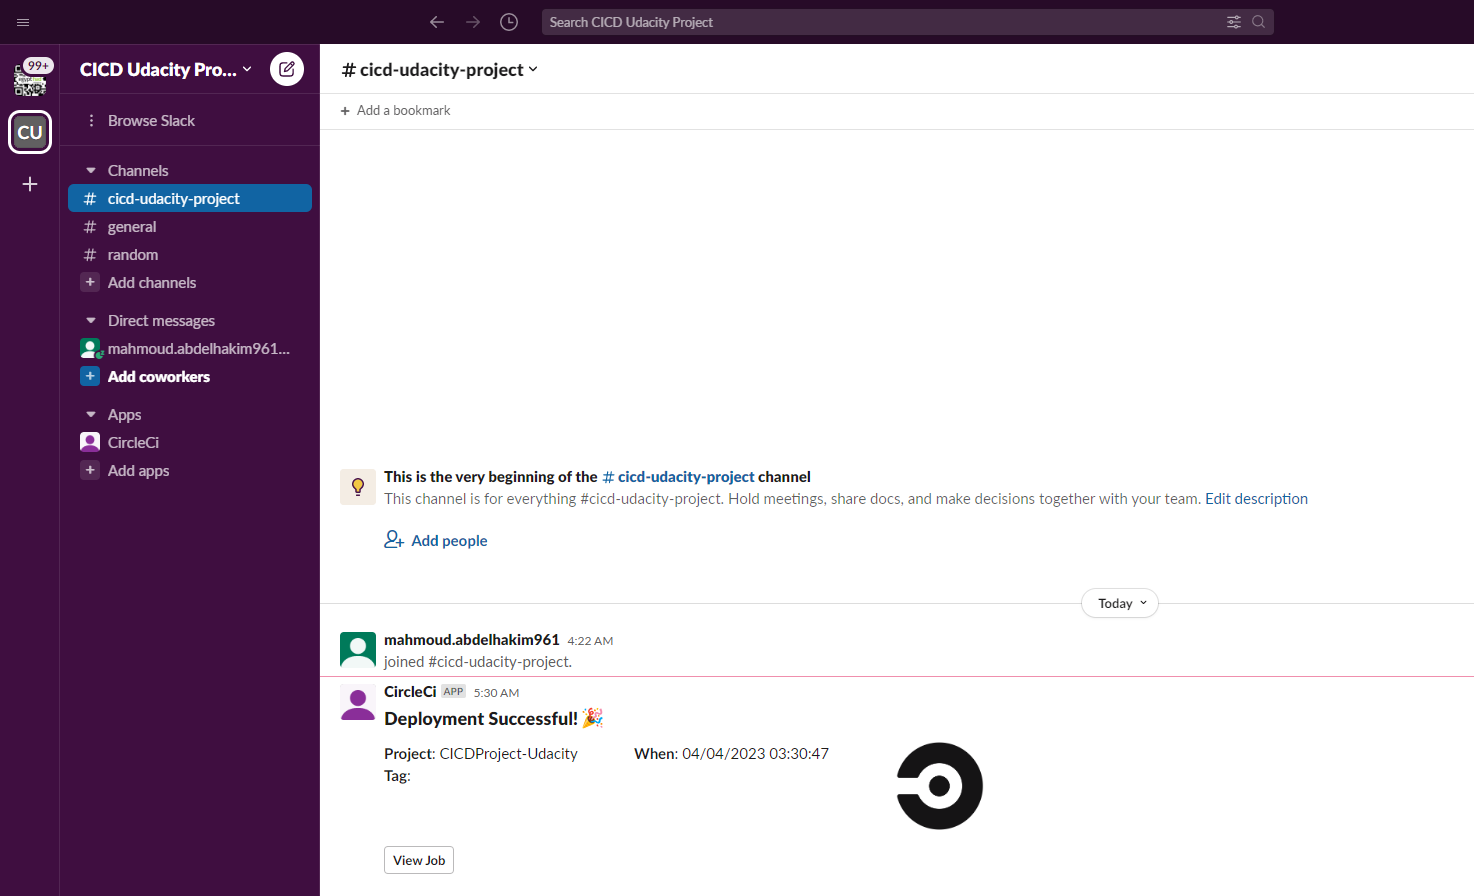 Search CICD Udacity Project
99+
CU
CICD Udacity Pro...
Browse Slack
Channels
# cicd-udacity-project
# general
# random
+ Add channels
Direct messages
mahmoud.abdelhakim961...
+ Add coworkers
Apps
CircleCi
+ Add apps
# cicd-udacity-project
+ Add a bookmark
This is the very beginning of the # cicd-udacity-project channel
This channel is for everything #cicd-udacity-project. Hold meetings, share docs, and make decisions together with your team. Edit description
Add people
Today
mahmoud.abdelhakim961 4:22 AM
joined #cicd-udacity-project.
CircleCi APP 5:30 AM
Deployment Successful! 🎉
Project: CICDProject-Udacity When: 04/04/2023 03:30:47
Tag:
View Job